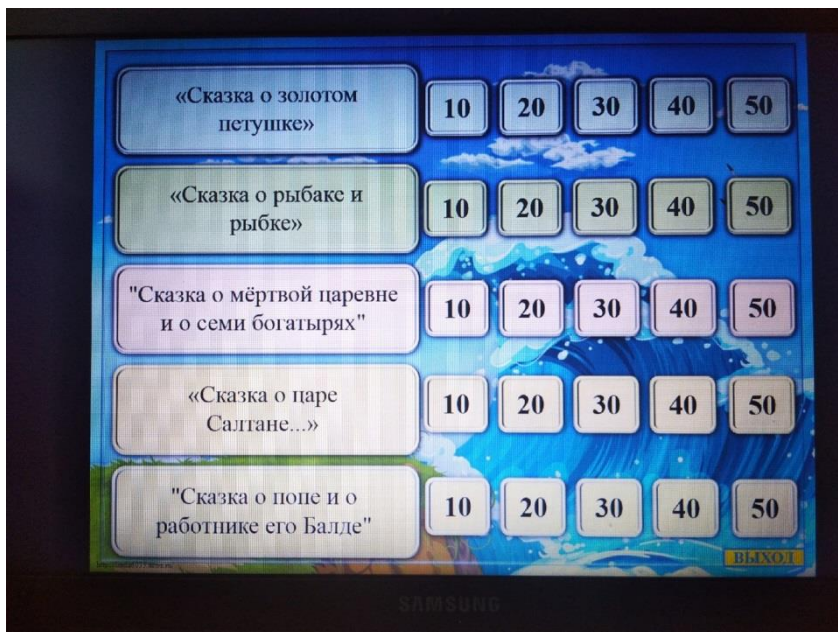 «Сказка о золотом
петушке»
10 20 30 40 50
«Сказка о рыбаке и
рыбке»
10 20 30 40 50
"Сказка о мёртвой царевне
и о семи богатырях"
10 20 30 40 50
«Сказка о царе
Салтане...»
10 20 30 40 50
"Сказка о попе и о
работнике его Балде"
10 20 30 40 50
ВЫХОД
SAMSUNG